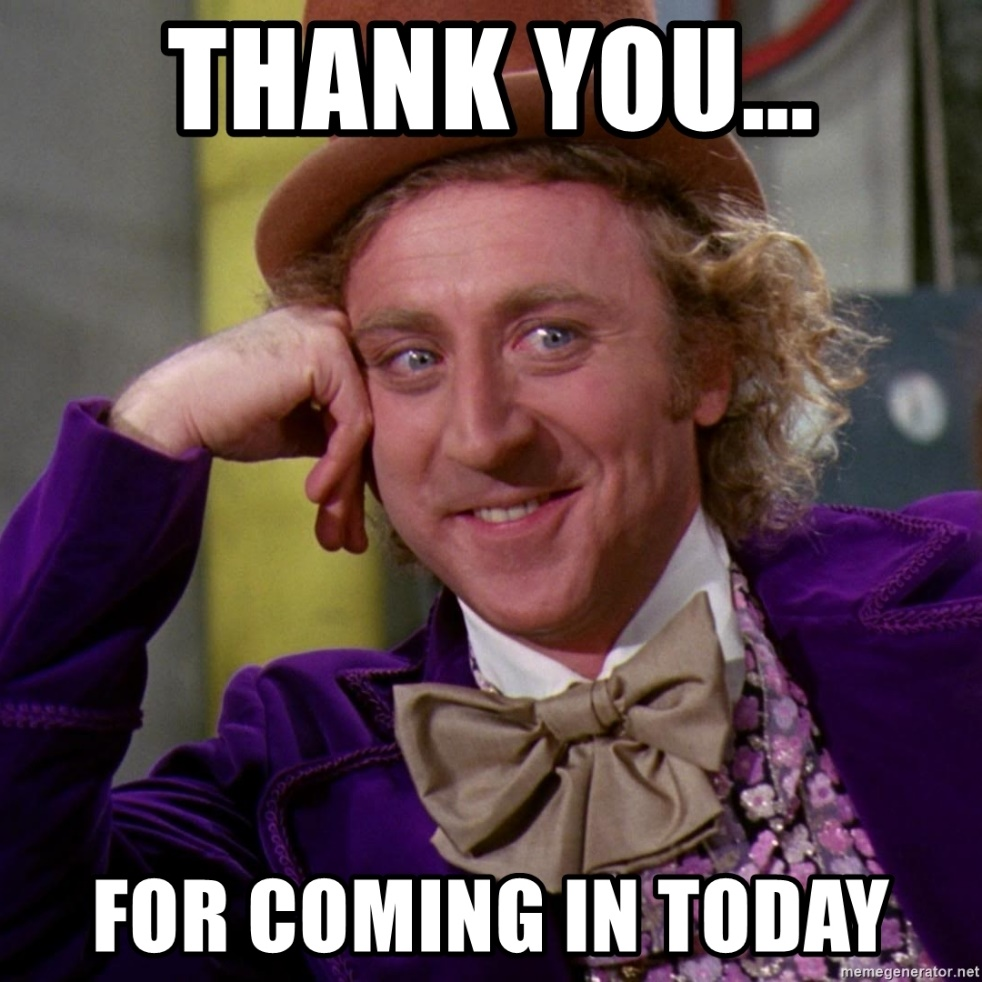 THANK YOU...
FOR COMING IN TODAY
memegenerator.net